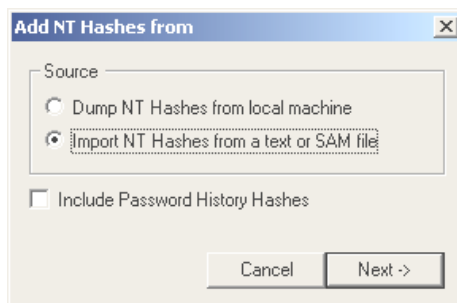 Add NT Hashes from
Source
Dump NT Hashes from local machine
Import NT Hashes from a text or SAM file
Include Password History Hashes
Cancel
Next ->